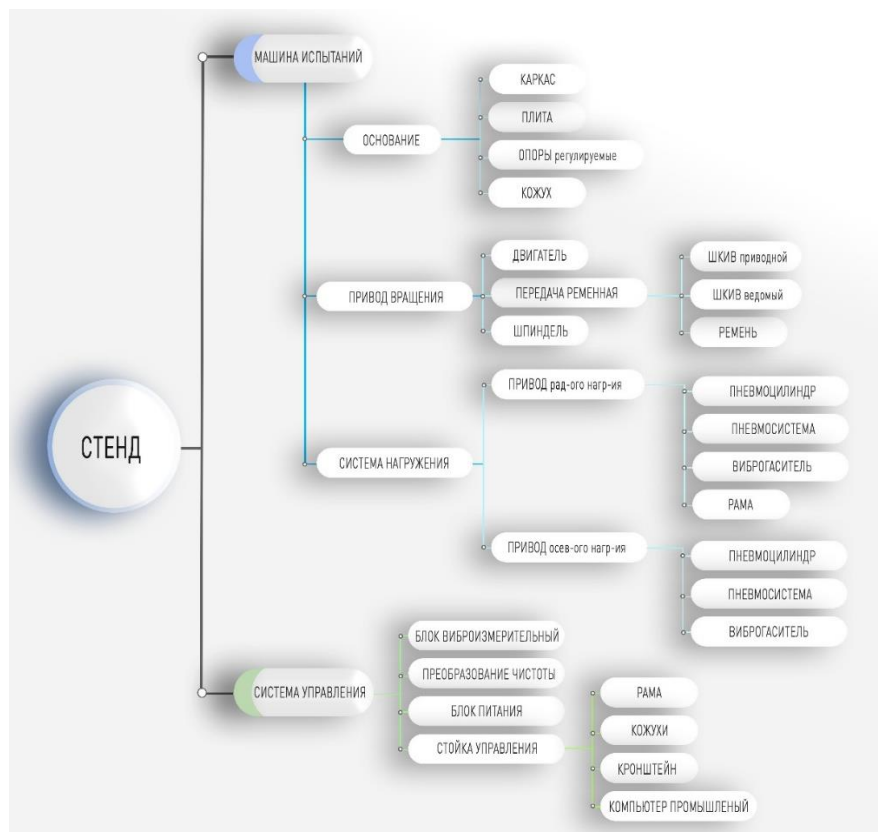 СТЕНД
МАШИНА ИСПЫТАНИЙ
ОСНОВАНИЕ
КАРКАС
ПЛИТА
ОПОРЫ регулируемые
КОЖУХ
ПРИВОД ВРАЩЕНИЯ
ДВИГАТЕЛЬ
ПЕРЕДАЧА РЕМЕННАЯ
ШКИВ приводной
ШКИВ ведомый
РЕМЕНЬ
ШПИНДЕЛЬ
СИСТЕМА НАГРУЖЕНИЯ
ПРИВОД рад-ого нагр-ия
ПНЕВМОЦИЛИНДР
ПНЕВМОСИСТЕМА
ВИБРОГАСИТЕЛЬ
РАМА
ПРИВОД осев-ого нагр-ия
ПНЕВМОЦИЛИНДР
ПНЕВМОСИСТЕМА
ВИБРОГАСИТЕЛЬ
СИСТЕМА УПРАВЛЕНИЯ
БЛОК ВИБРОИЗМЕРИТЕЛЬНЫЙ
ПРЕОБРАЗОВАНИЕ ЧИСТОТЫ
БЛОК ПИТАНИЯ
СТОЙКА УПРАВЛЕНИЯ
РАМА
КОЖУХИ
КРОНШТЕЙН
КОМПЬЮТЕР ПРОМЫШЛЕНЫЙ